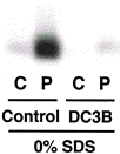 C P C P
Control DC3B
0% SDS